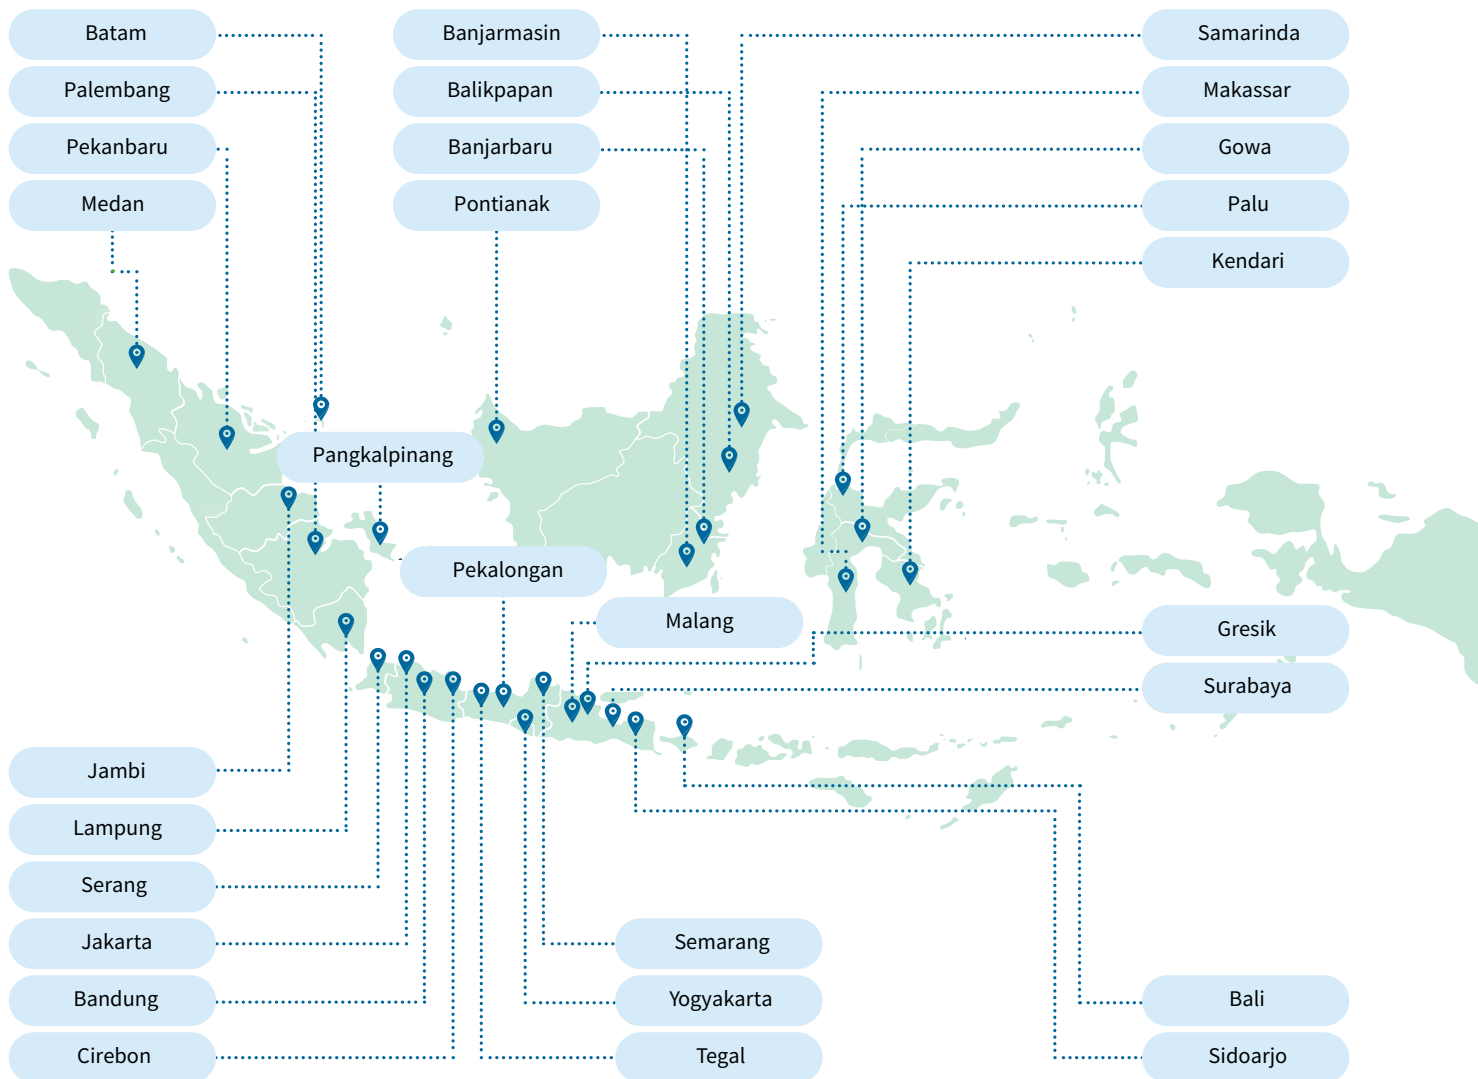 Batam
Palembang
Pekanbaru
Medan
Banjarmasin
Balikpapan
Banjarbaru
Pontianak
Samarinda
Makassar
Gowa
Palu
Kendari
Pangkalpinang
Pekalongan
Malang
Gresik
Surabaya
Jambi
Lampung
Serang
Jakarta
Bandung
Cirebon
Semarang
Yogyakarta
Tegal
Bali
Sidoarjo